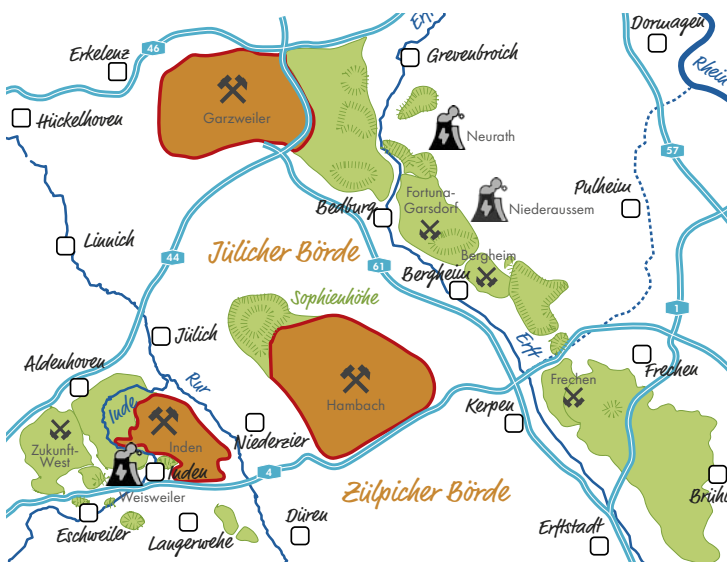 Dormagen
Erft
46
Erkelenz
Grevenbroich
Rhein
Garzweiler
Hückelhoven
Neurath
57
Pulheim
Fortuna-
Garsdorf
Niederaussem
Bedburg
Linnich
Jülicher Börde
44
61
Bergheim
Bergheim
Sophienhöhe
1
Jülich
Erft
Aldenhoven
Rur
Frechen
Frechen
Inde
Hambach
Kerpen
Niederzier
Zukunft-
West
Inden
Inden
4
Weisweiler
Zülpicher Börde
Brühl
Eschweiler
Langerwehe
Düren
Erftstadt